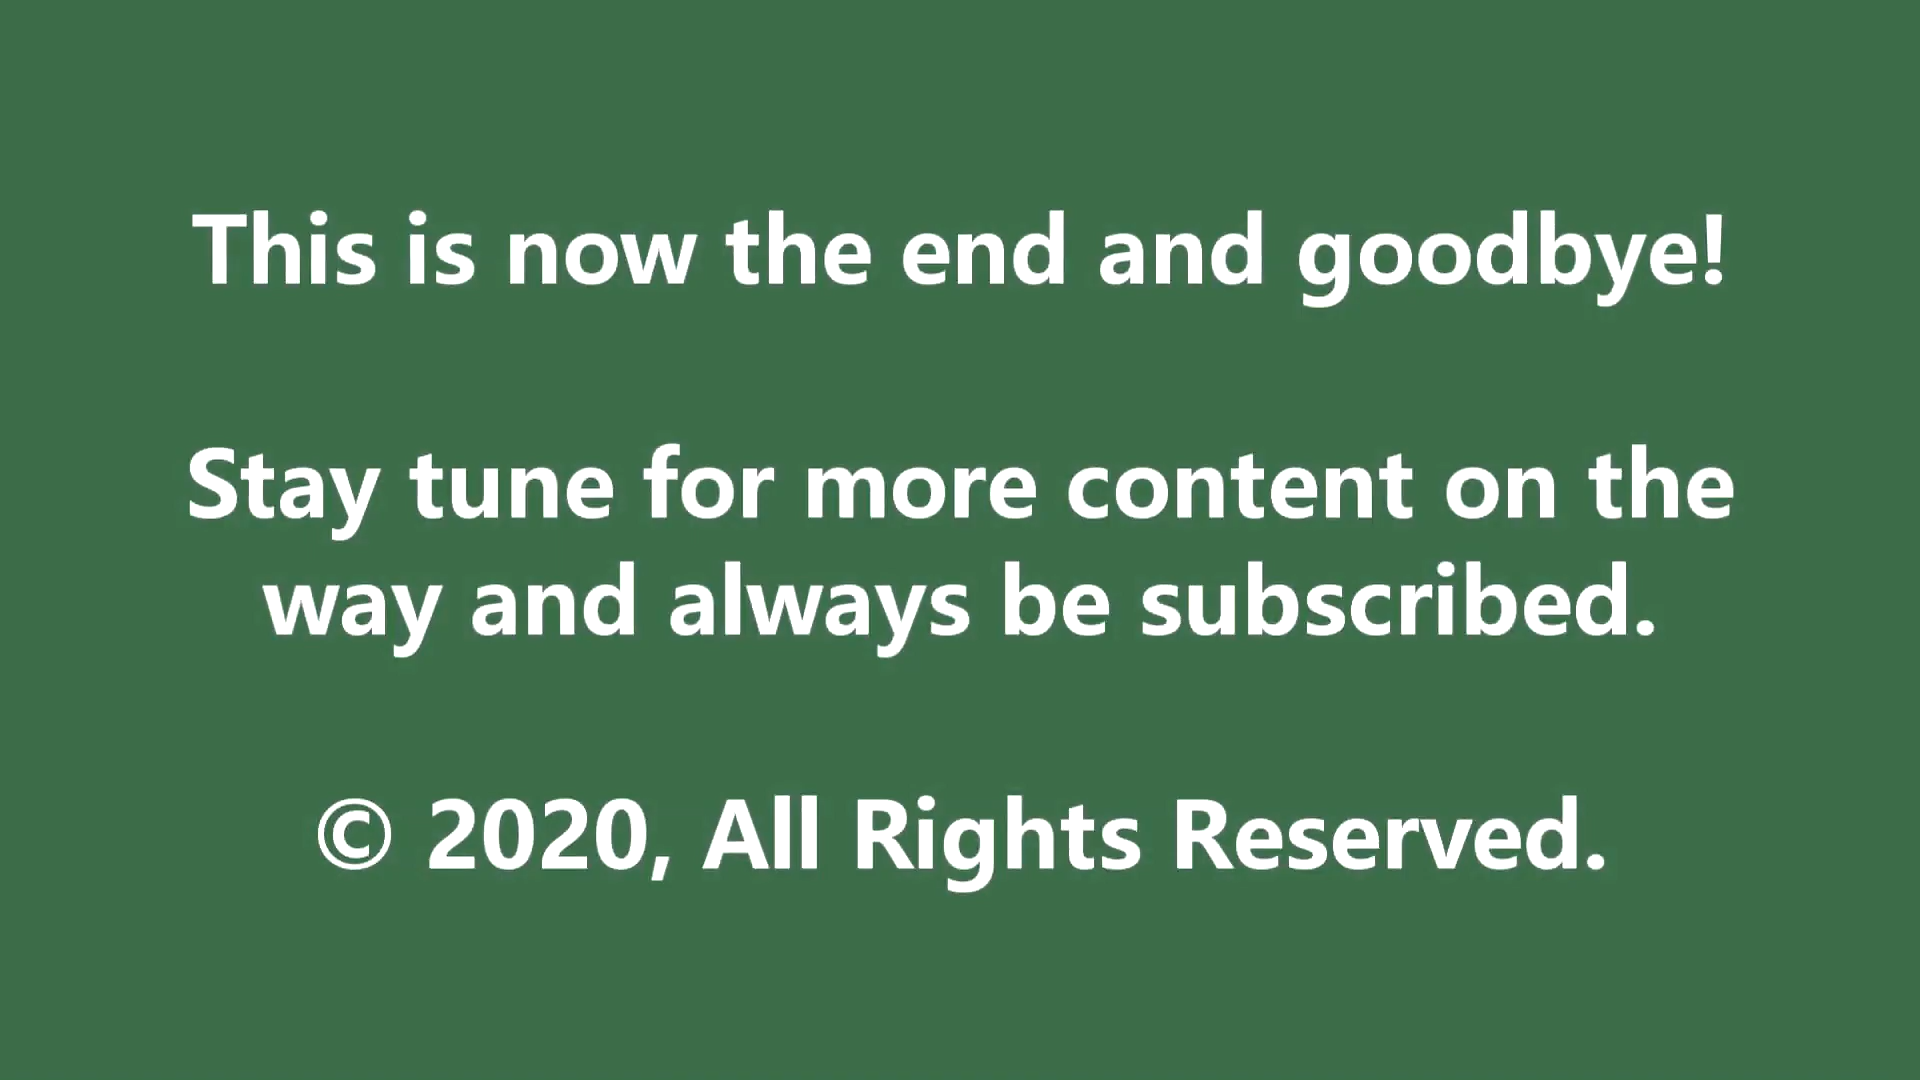 This is now the end and goodbye!
Stay tune for more content on the
way and always be subscribed.
© 2020, All Rights Reserved.